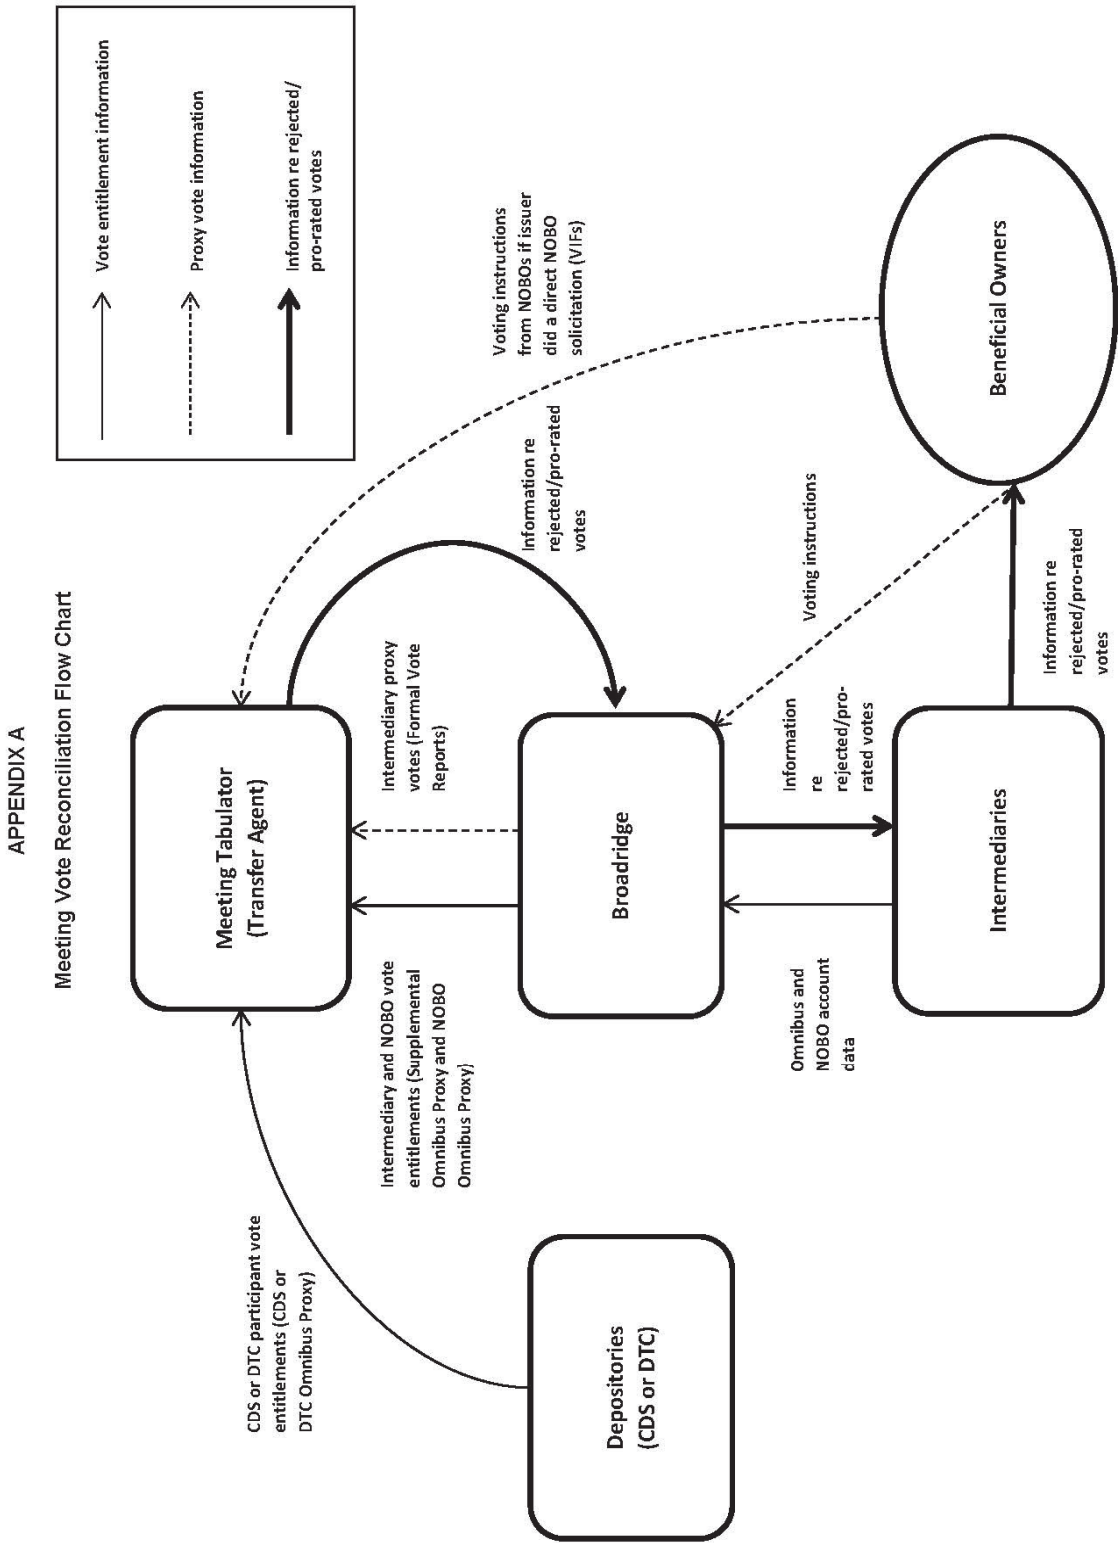 APPENDIX A
Meeting Vote Reconciliation Flow Chart
Vote entitlement information
Proxy vote information
Information re rejected/
pro-rated votes
Meeting Tabulator
(Transfer Agent)
CDS or DTC participant vote
entitlements (CDS or
DTC Omnibus Proxy)
Intermediary and NOBO vote
entitlements (Supplemental
Omnibus Proxy and NOBO
Omnibus Proxy)
Intermediary proxy
votes (Formal Vote
Reports)
Information re
rejected/pro-rated
votes
Voting instructions
from NOBOs if issuer
did a direct NOBO
solicitation (VIFs)
Depositories
(CDS or DTC)
Broadridge
Omnibus and
NOBO account
data
Information
re
rejected/pro-
rated votes
Voting instructions
Intermediaries
Information re
rejected/pro-rated
votes
Beneficial Owners